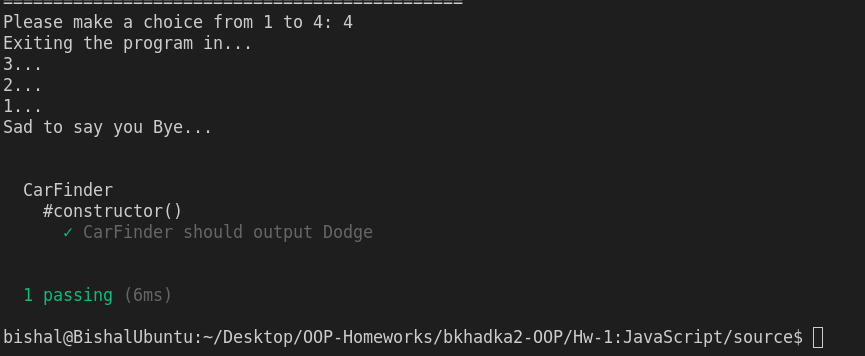 ==============================================
Please make a choice from 1 to 4: 4
Exiting the program in...
3...
2...
1...
Sad to say you Bye...
CarFinder
#constructor()
✓ CarFinder should output Dodge
1 passing (6ms)
bishal@BishalUbuntu:~/Desktop/OOP-Homeworks/bkhadka2-OOP/Hw-1:JavaScript/source$